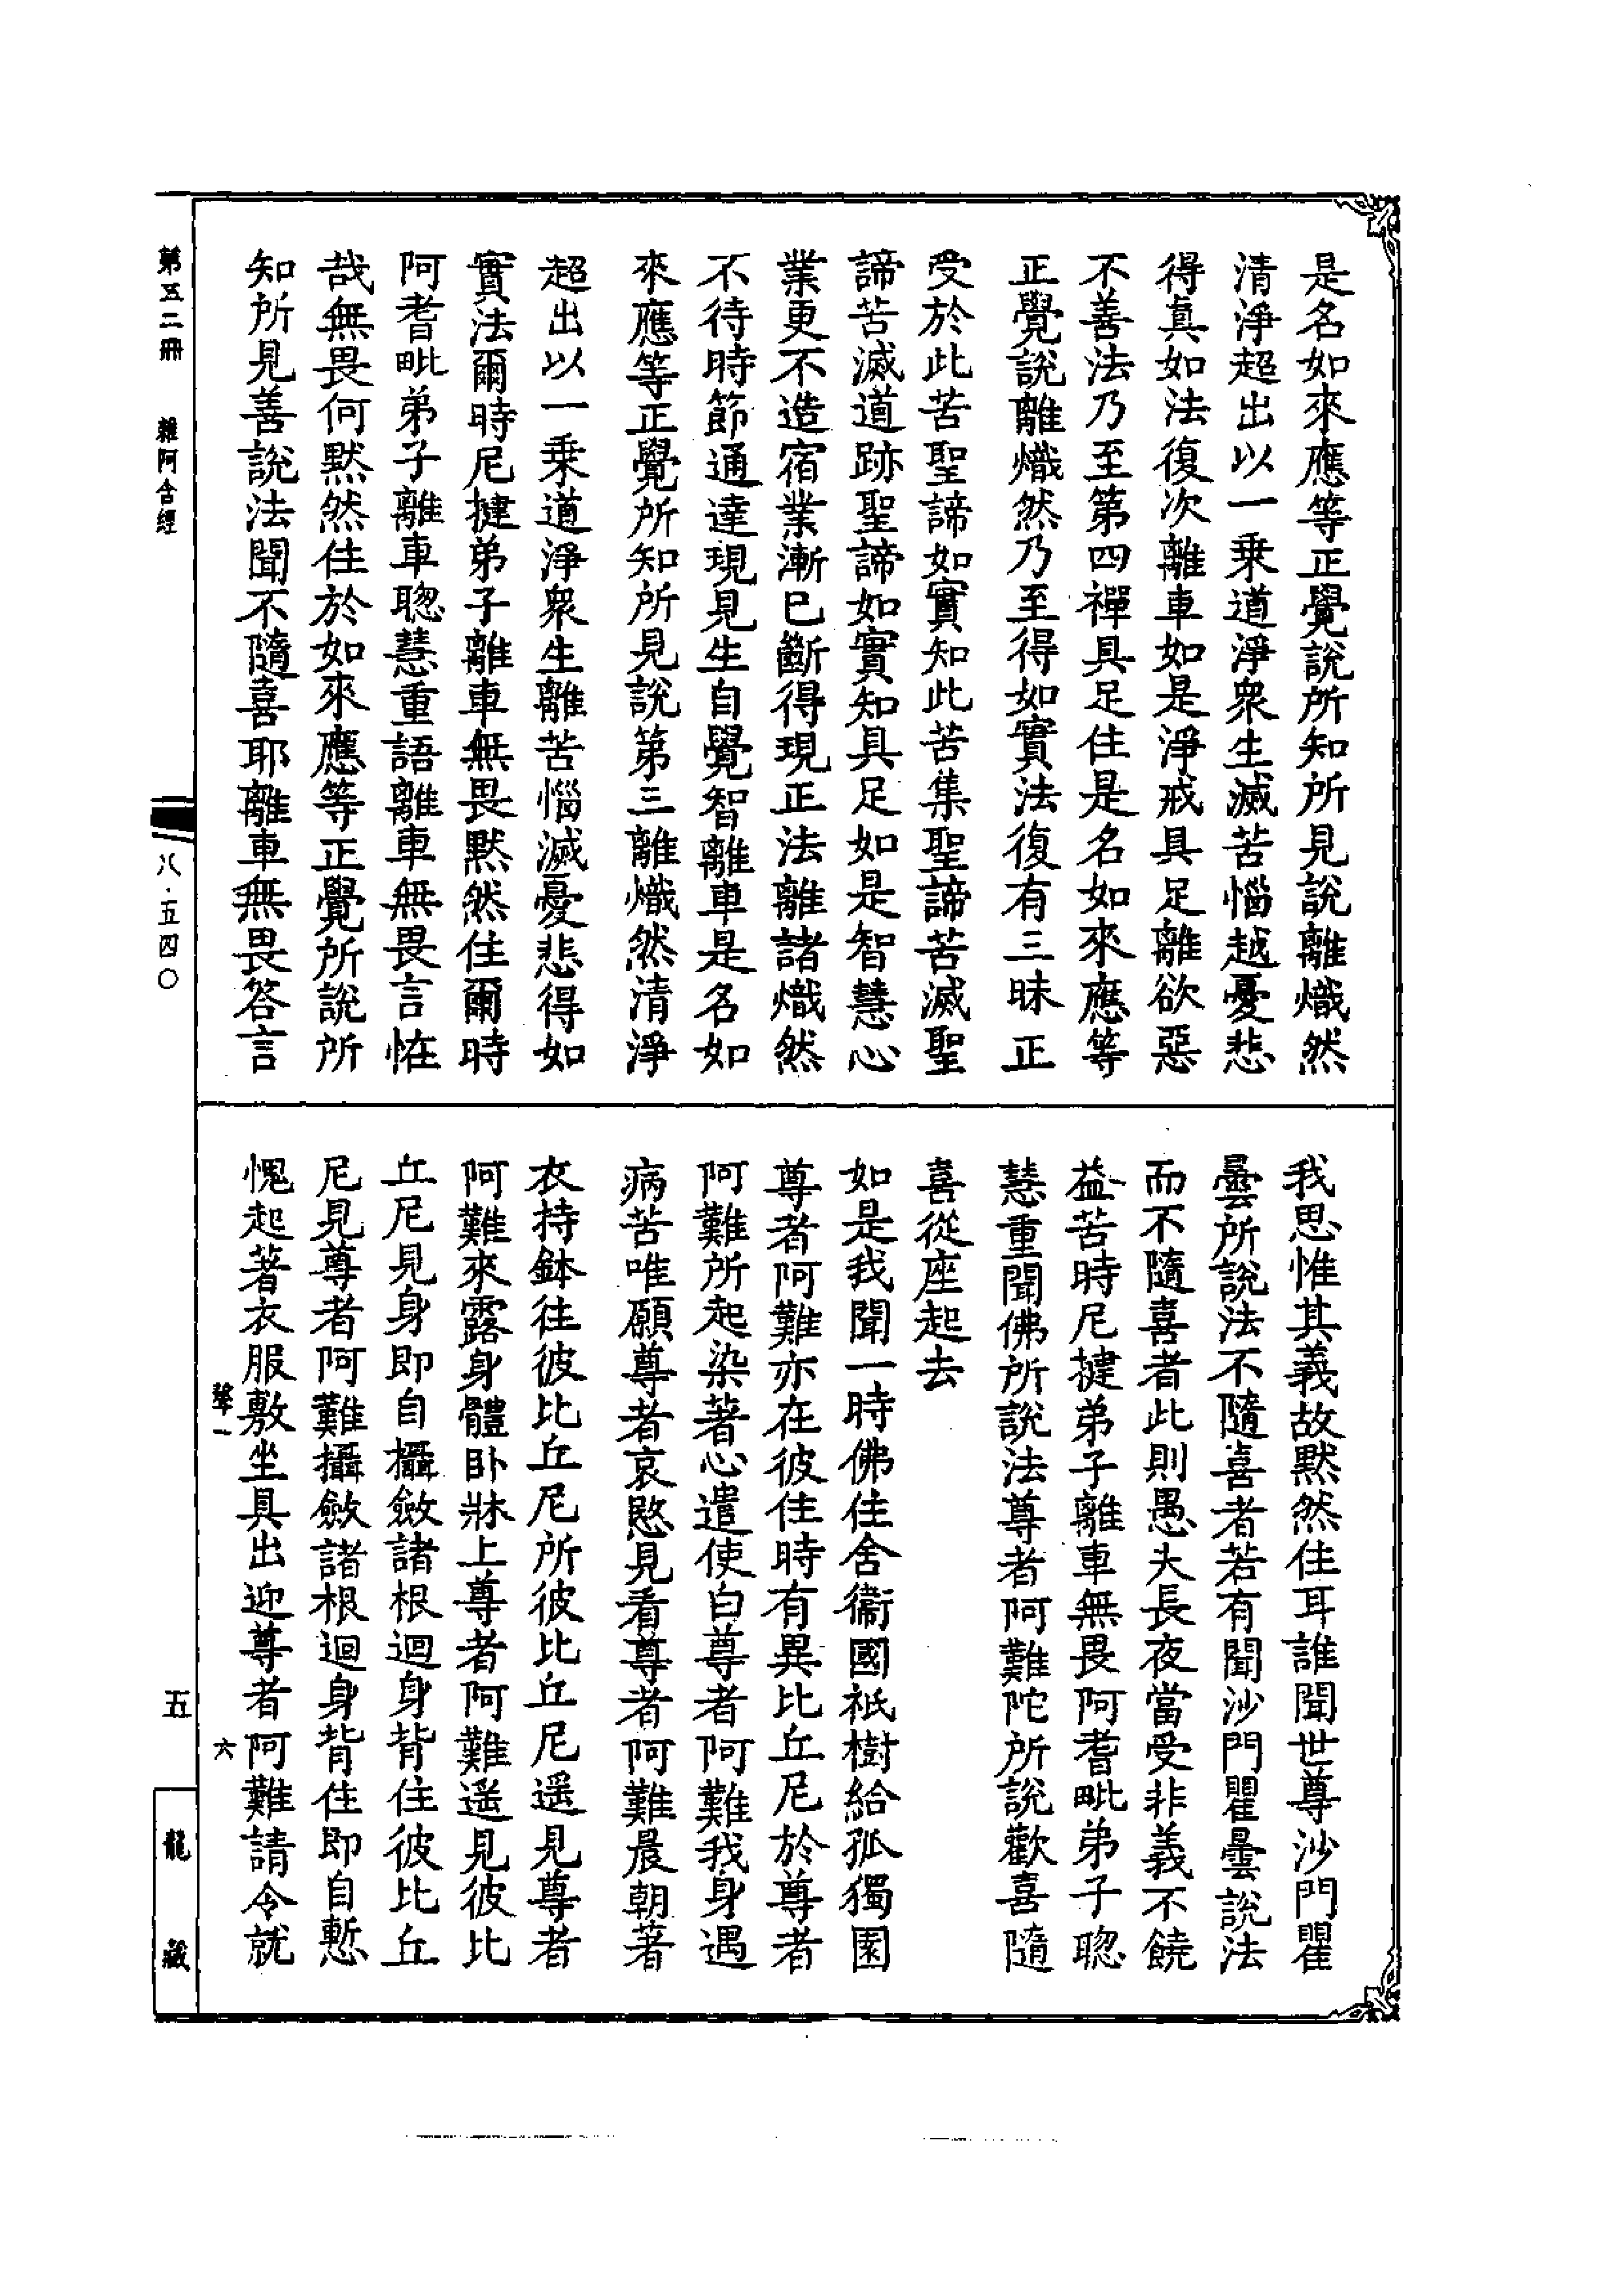 是名如來應等正覺說所知所見說離熾然
清淨超出以一乗道淨衆生滅苦惱越憂悲
得真如法復次離車如是淨戒具足離欲惡
不善法乃至第四禪具足住是名如來應等
正覺說離熾然乃至得如實法復有三昧正
受於此苦聖諦如實知此苦集聖諦苦滅聖
諦苦滅道跡聖諦如實知具足如是智慧心
業更不造宿業漸已斷得現正法離諸熾然
不待時節通達現見生自覺智離車是名如
來應等正覺所知所見說第三離熾然清淨
超出以一乗道淨衆生離苦惱滅憂悲得如
實法爾時尼揵弟子離車無畏黙然住爾時
阿耆毗弟子離車聰慧重語離車無畏言恠
哉無畏何黙然住於如來應等正覺所說所
知所見善說法聞不隨喜耶離車無畏答言
我思惟其義故黙然住耳誰聞世尊沙門瞿
曇所說法不隨喜者若有聞沙門瞿曇說法
而不隨喜者此則愚夫長夜當受非義不饒
益苦時尼揵弟子離車無畏阿耆毗弟子聰
慧重聞佛所說法尊者阿難陀所說歡喜隨
喜從座起去
如是我聞一時佛住舍衞國祇樹給孤獨園
尊者阿難亦在彼住時有異比丘尼於尊者
阿難所起染著心遣使白尊者阿難我身遇
病苦唯願尊者哀愍見看尊者阿難晨朝著
衣持鉢往彼比丘尼所彼比丘尼遥見尊者
阿難來露身體卧牀上尊者阿難遥見彼比
丘尼見身即自攝斂諸根迴身背住彼比丘
尼見尊者阿難攝斂諸根迴身背住即自慙
愧起著衣服敷坐具出迎尊者阿難請令就
六
第五二冊 雜阿含經 八·五四〇 五 龍藏